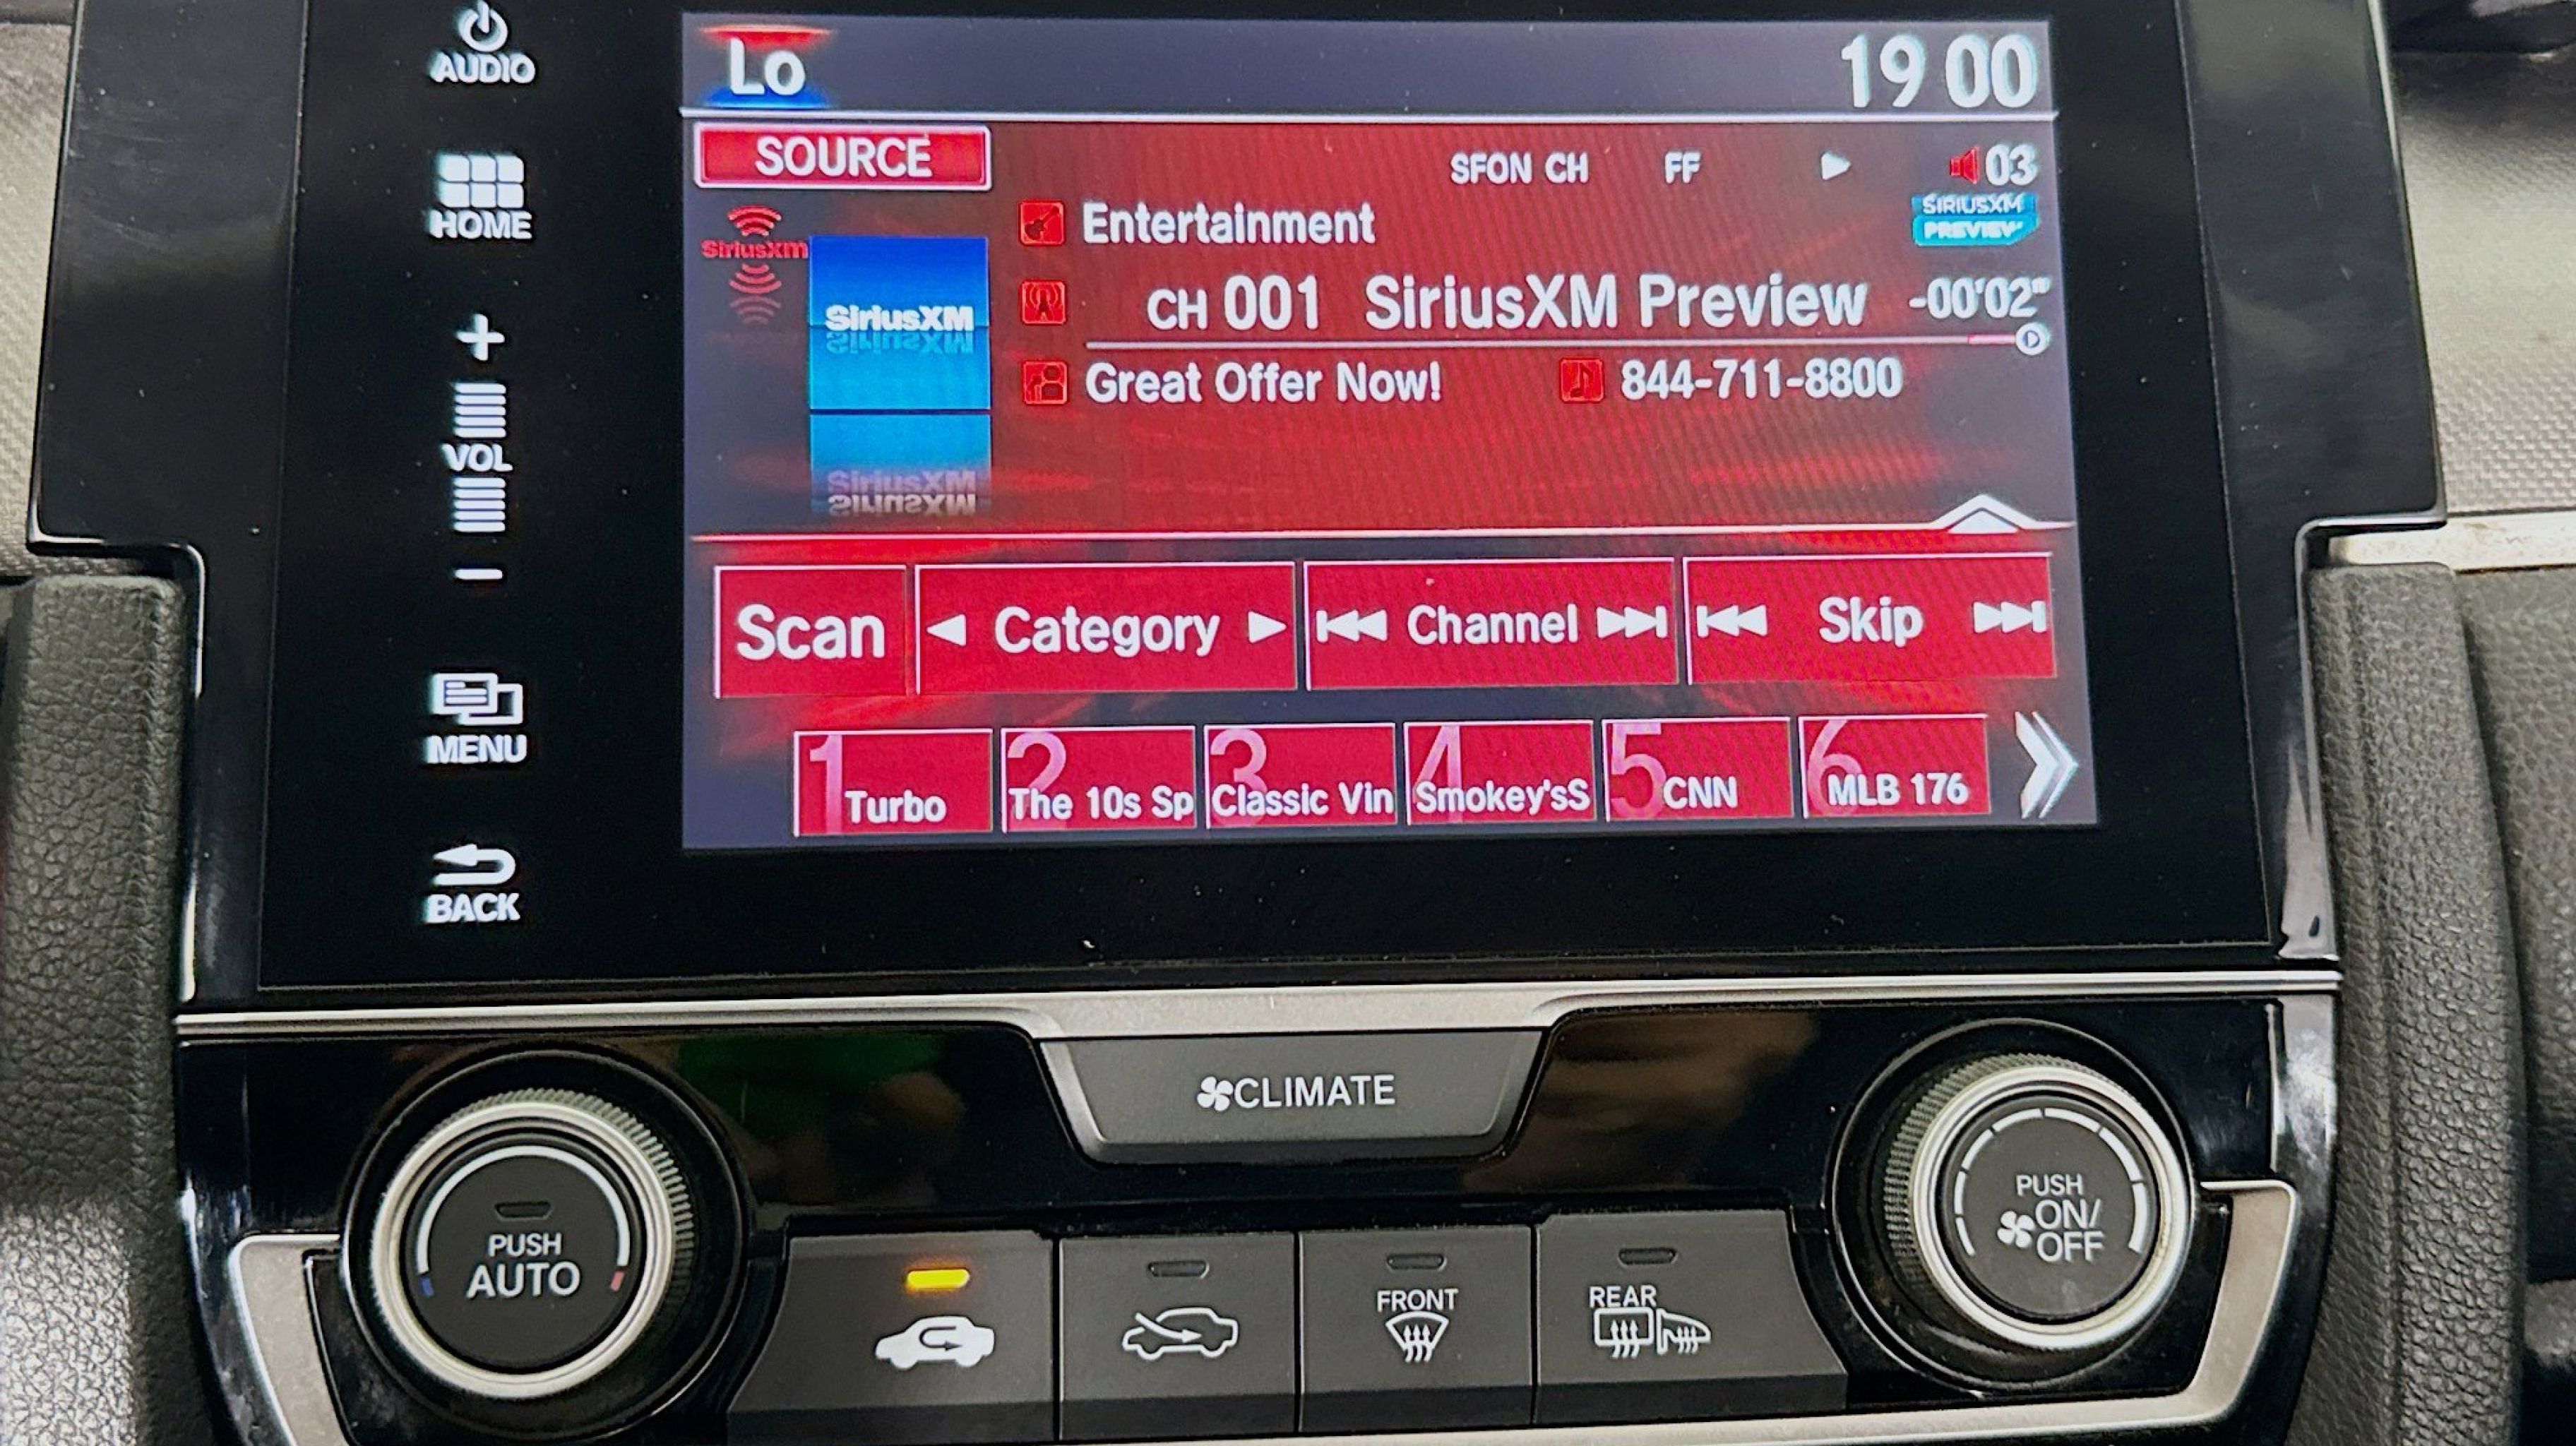 AUDIO
Lo
19 00
SOURCE
SFON CH FF
03
HOME
SiriusXM
Entertainment
SIRIUSXM
PREVIEW
SiriusXM
CH 001 SiriusXM Preview -00'02"
Great Offer Now! 844-711-8800
VOL
Scan
Category
Channel
Skip
MENU
1 Turbo
2 The 10s Sp
3 Classic Vin
4 Smokey'sS
5 CNN
6 MLB 176
BACK
CLIMATE
PUSH
AUTO
FRONT
REAR
PUSH
ON/
OFF